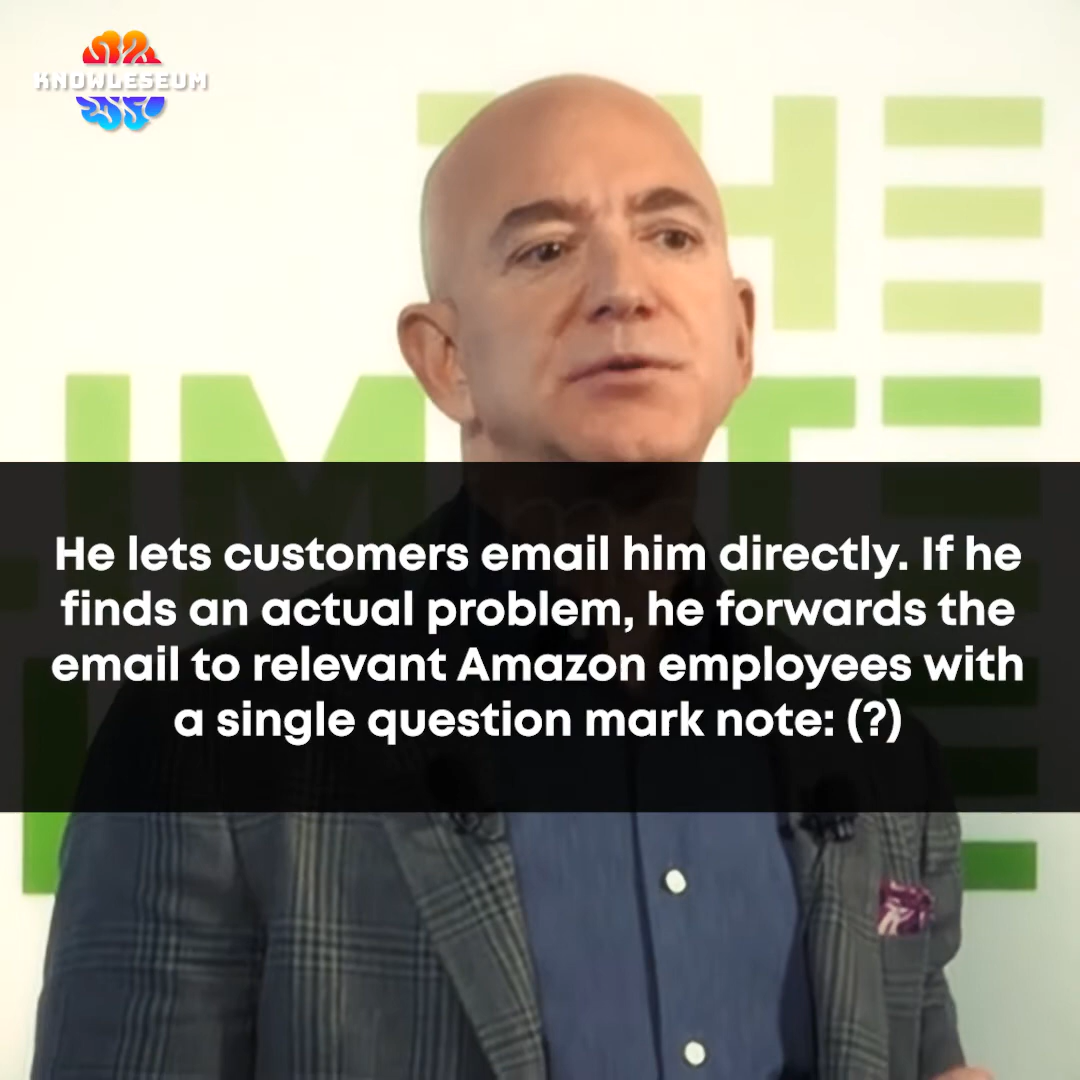 KNOWLESEUM
THE
He lets customers email him directly. If he
finds an actual problem, he forwards the
email to relevant Amazon employees with
a single question mark note: (?)